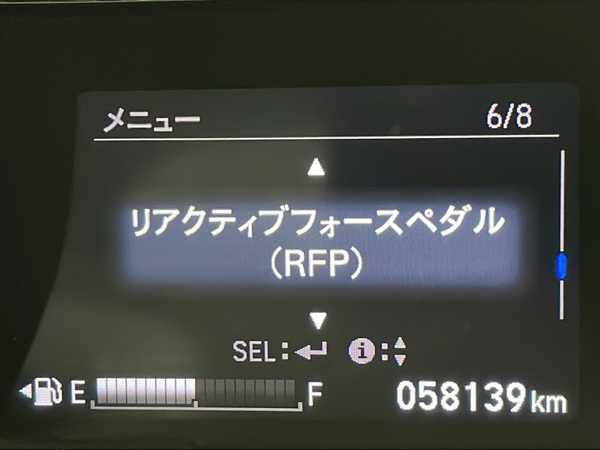 メニュー 6/8
リアクティブフォースペダル
(RFP)
SEL: i:
E F 058139km